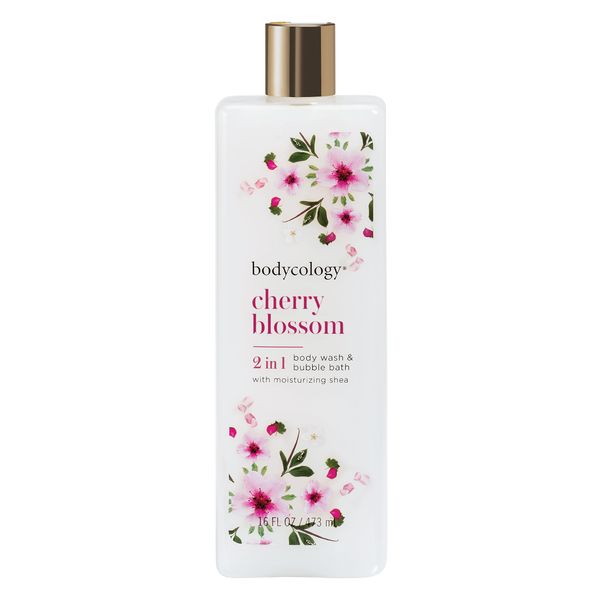 bodycology®
cherry
blossom
2 in 1 body wash &
bubble bath
with moisturizing shea
16 FL OZ / 473 ml